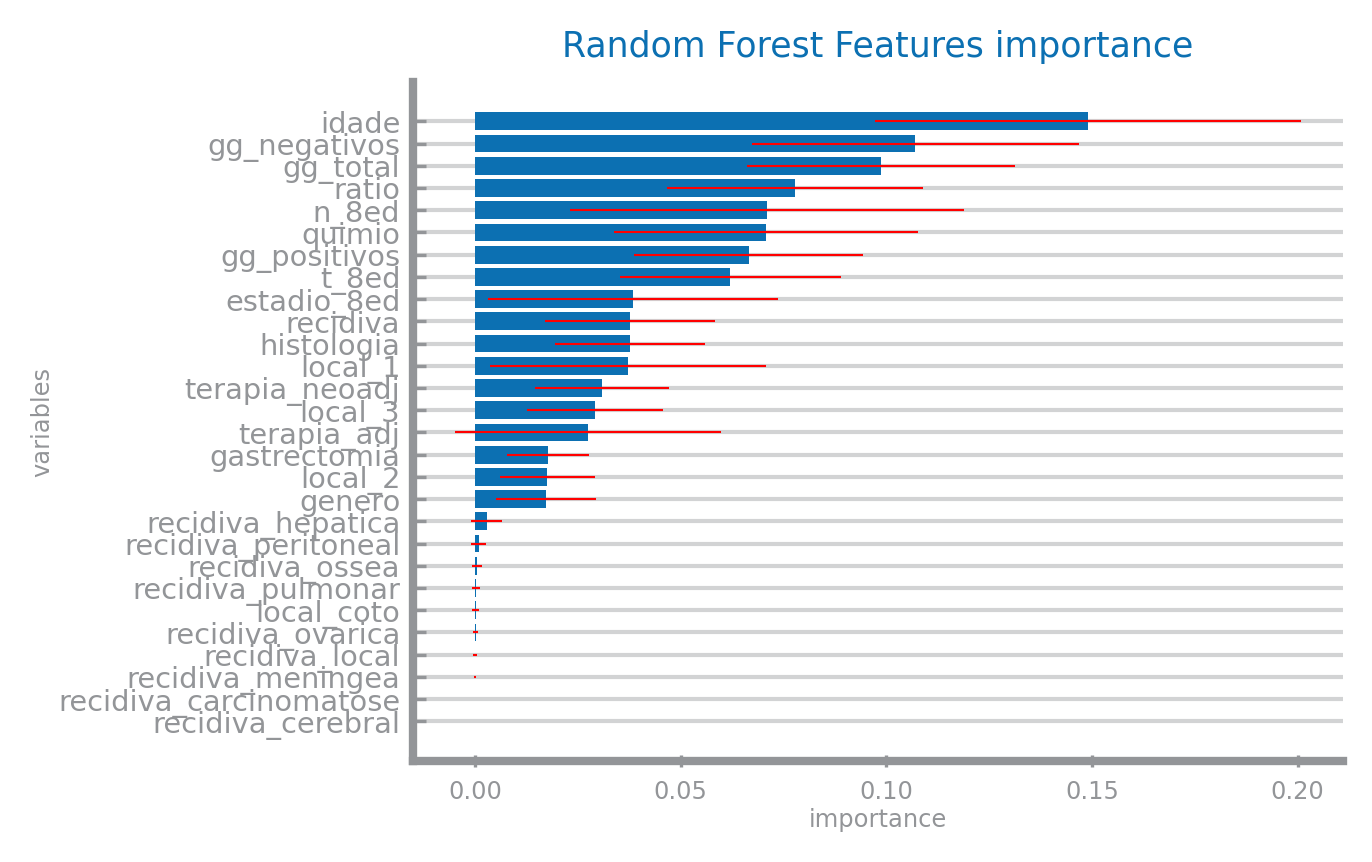 Random Forest Features importance
idade
gg_negativos
gg_total
ratio
n_8ed
quimio
gg_positivos
t_8ed
estadio_8ed
recidiva
histologia
local_1
terapia_neoadj
local_3
terapia_adj
gastrectomia
local_2
genero
recidiva_hepatica
recidiva_peritoneal
recidiva_ossea
recidiva_pulmonar
local_coto
recidiva_ovarica
recidiva_local
recidiva_meningea
recidiva_carcinomatose
recidiva_cerebral
variables
0.00 0.05 0.10 0.15 0.20
importance